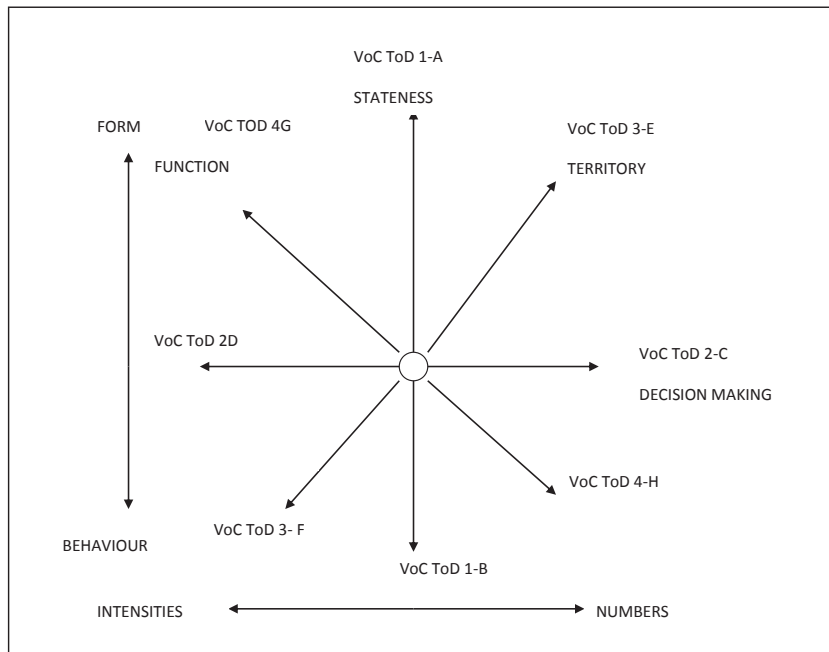 VoC ToD 1-A
STATENESS
FORM
VoC TOD 4G
FUNCTION
VoC ToD 3-E
TERRITORY
VoC ToD 2D
VoC ToD 2-C
DECISION MAKING
VoC ToD 4-H
VoC ToD 3- F
BEHAVIOUR
VoC ToD 1-B
INTENSITIES
NUMBERS